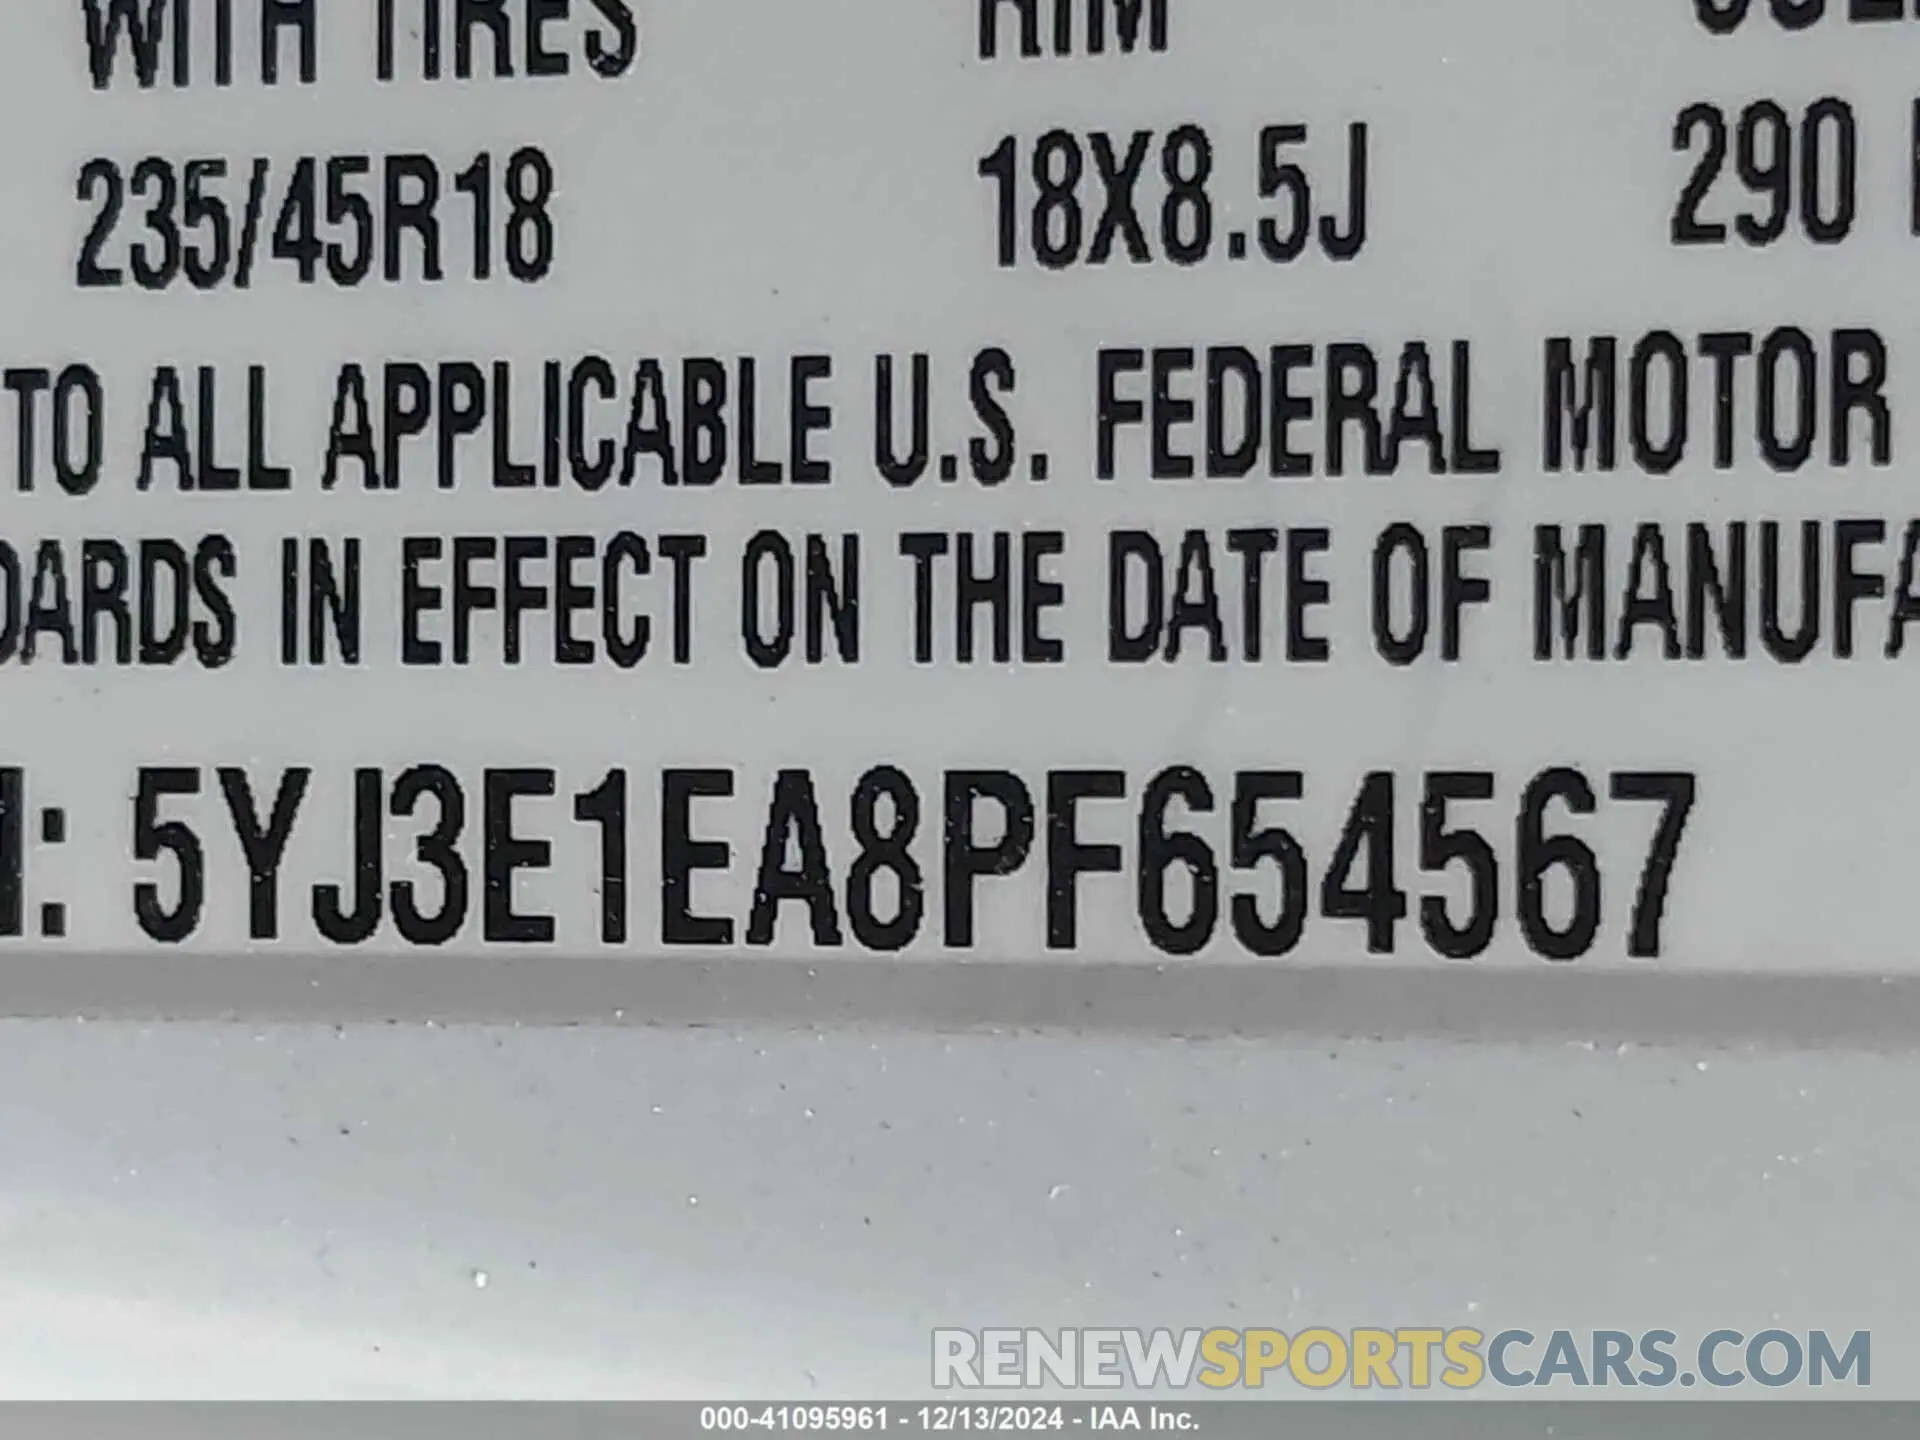 WITH TIRES RIM
235/45R18 18X8.5J 290
TO ALL APPLICABLE U.S. FEDERAL MOTOR
DARDS IN EFFECT ON THE DATE OF MANUFA
: 5YJ3E1EA8PF654567
RENEWSPORTSCARS.COM
000-41095961 - 12/13/2024 - IAA Inc.